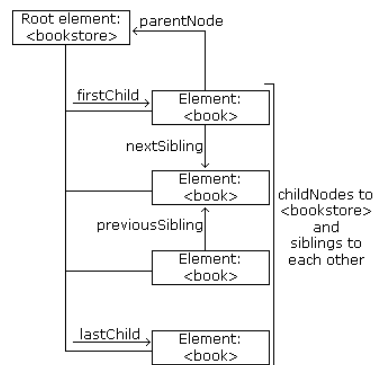 Root element:
<bookstore>
parentNode
firstChild
Element:
<book>
nextSibling
Element:
<book>
previousSibling
Element:
<book>
lastChild
Element:
<book>
childNodes to
<bookstore>
and
siblings to
each other